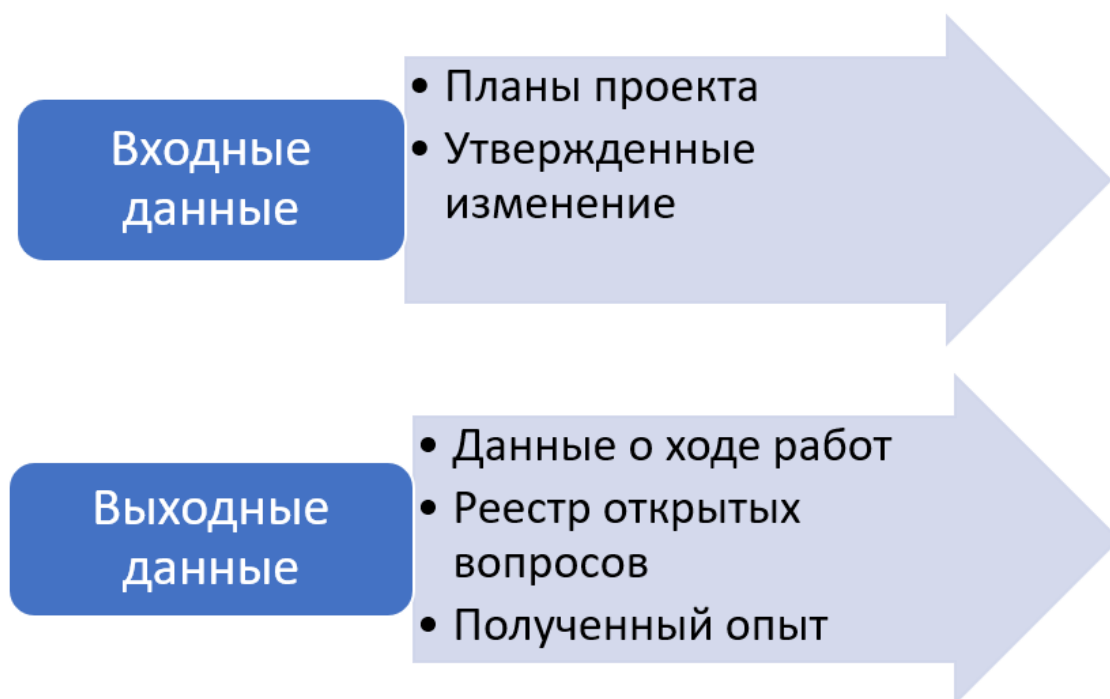 Входные
данные
• Планы проекта
• Утвержденные
изменение
Выходные
данные
• Данные о ходе работ
• Реестр открытых
вопросов
• Полученный опыт